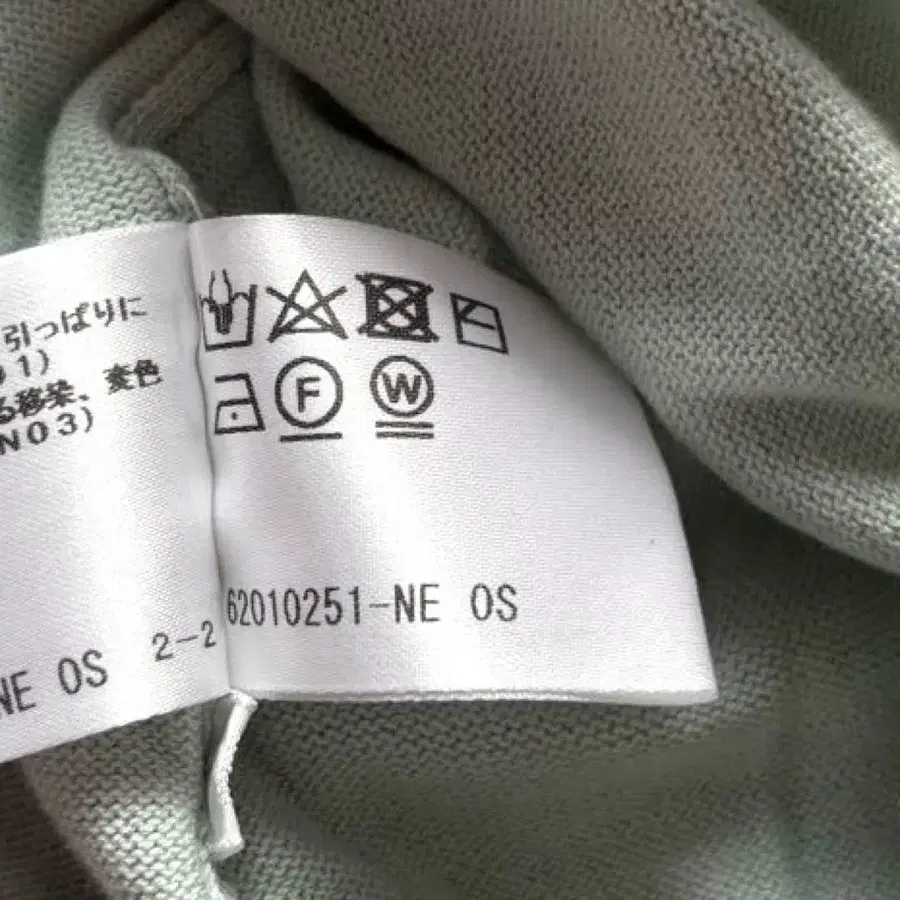 引っぱりに
1)
る移染、変色
N03)
NE OS 2-2
F W
62010251-NE OS